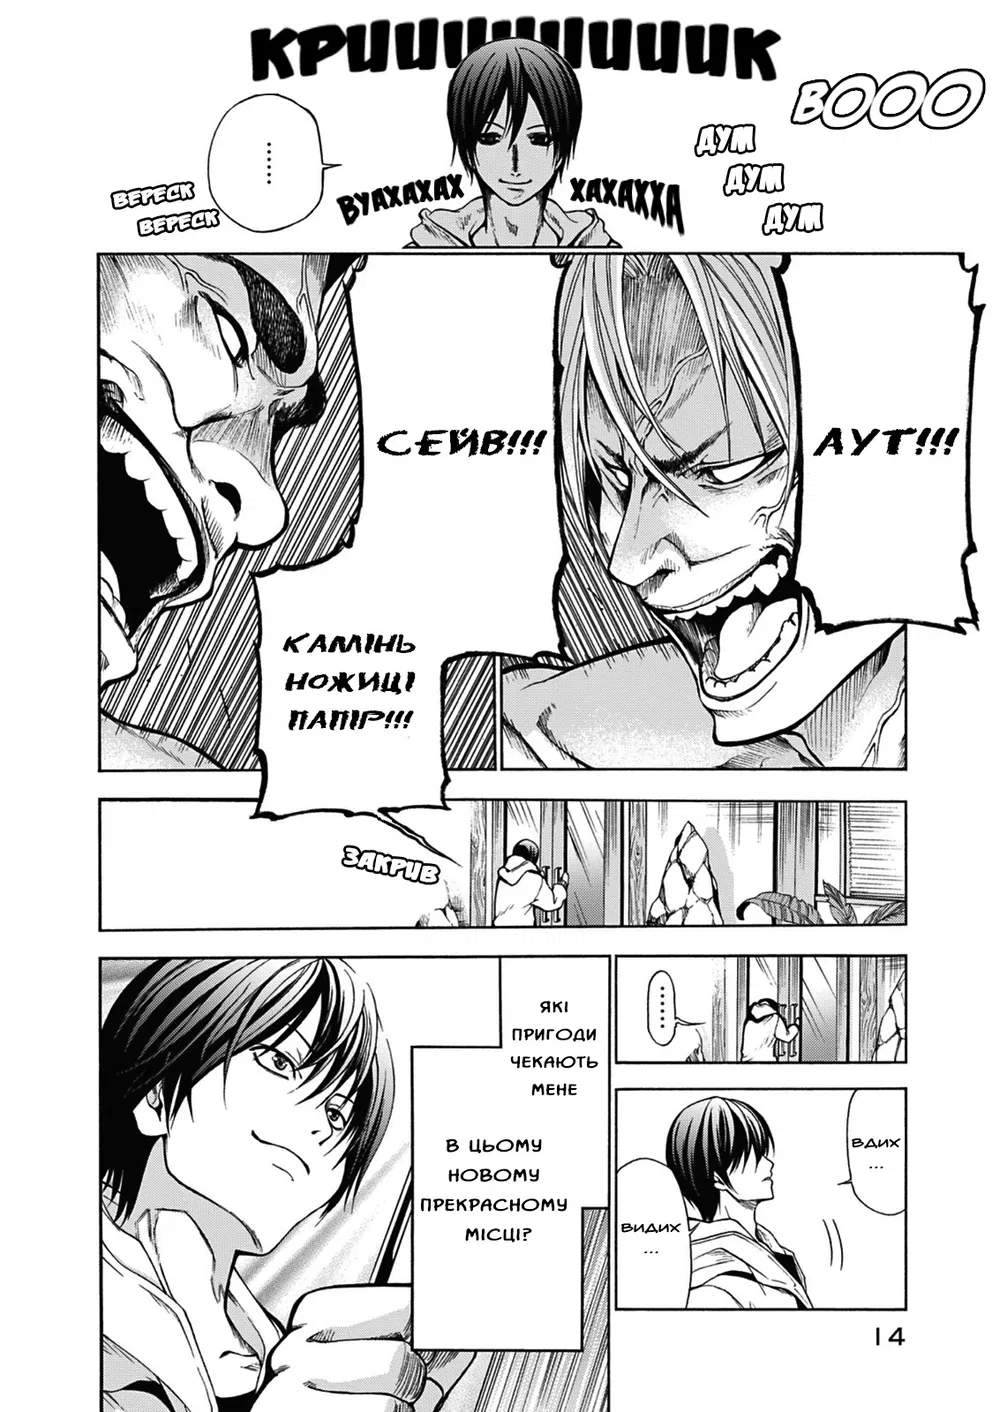 КРИИИИИИИИК
ВООО
ДУМ
ДУМ
ДУМ
ХАХАХХА
ВУАХАХАХ
……
ВЕРЕСК
ВЕРЕСК
АУТ!!!
СЕЙВ!!!
КАМІНЬ
НОЖИЦІ
ПАПІР!!!
ЗАКРИВ
……
ВДИХ
...
ВИДИХ
...
ЯКІ
ПРИГОДИ
ЧЕКАЮТЬ
МЕНЕ
В ЦЬОМУ
НОВОМУ
ПРЕКРАСНОМУ
МІСЦІ?
14